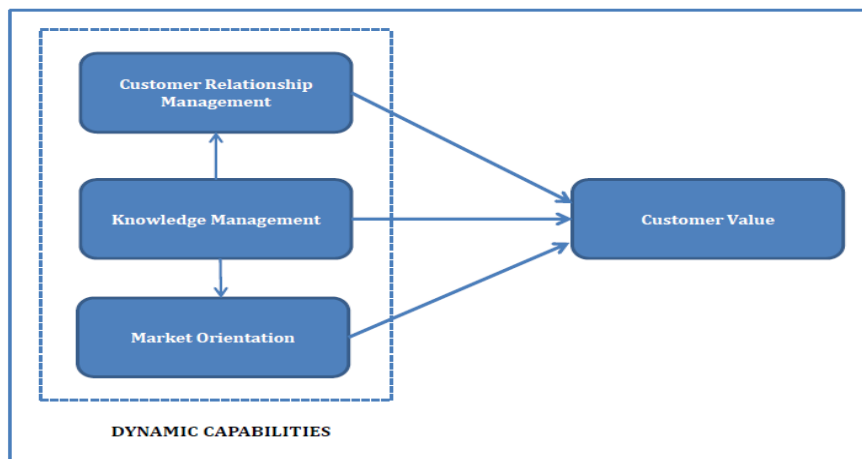 Customer Relationship
Management
Knowledge Management
Customer Value
Market Orientation
DYNAMIC CAPABILITIES